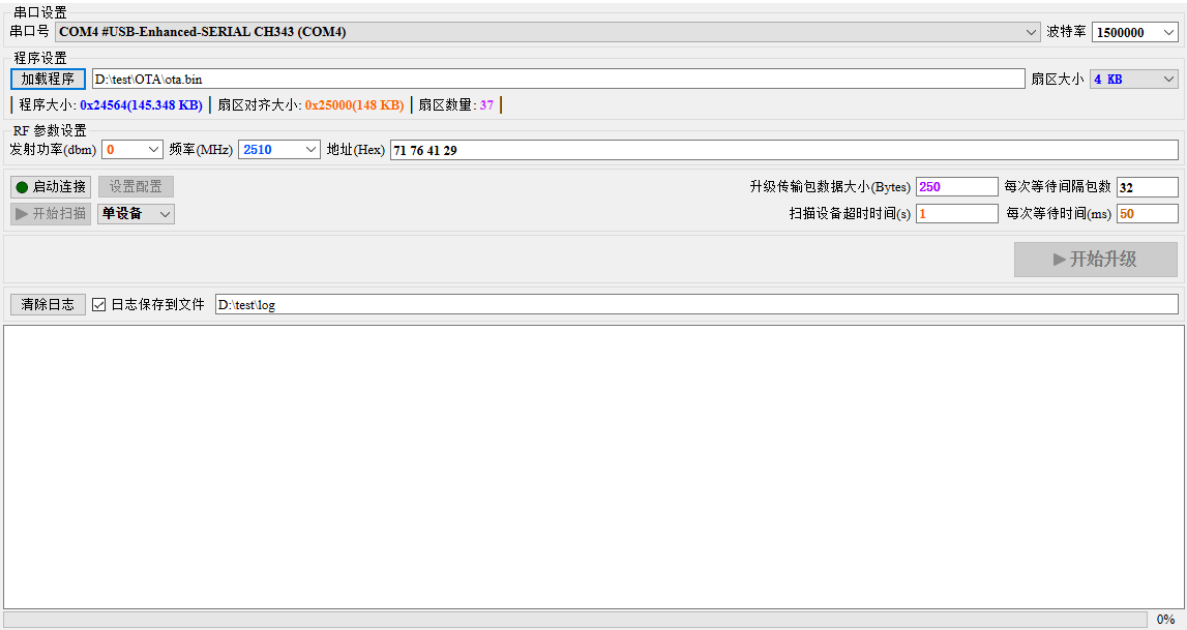 串口设置
串口号 COM4 #USB-Enhanced-SERIAL CH343 (COM4) 波特率 1500000
程序设置
加载程序 D:\test\OTA\ota.bin 扇区大小 4 KB
程序大小: 0x24564(145.348 KB) 扇区对齐大小: 0x25000(148 KB) 扇区数量: 37
RF 参数设置
发射功率(dbm) 0 频率(MHz) 2510 地址(Hex) 71 76 41 29
启动连接 设置配置 升级传输包数据大小(Bytes) 250 每次等待间隔包数 32
开始扫描 单设备 扫描设备超时时间(s) 1 每次等待时间(ms) 50
开始升级
清除日志 日志保存到文件 D:\test\log
0%